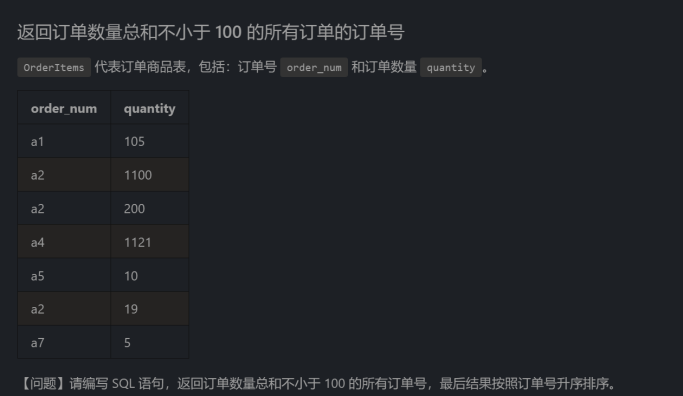 返回订单数量总和不小于 100 的所有订单的订单号
OrderItems 代表订单商品表，包括：订单号 order_num 和订单数量 quantity。
order_num quantity
a1 105
a2 1100
a2 200
a4 1121
a5 10
a2 19
a7 5
【问题】请编写 SQL 语句，返回订单数量总和不小于 100 的所有订单号，最后结果按照订单号升序排序。